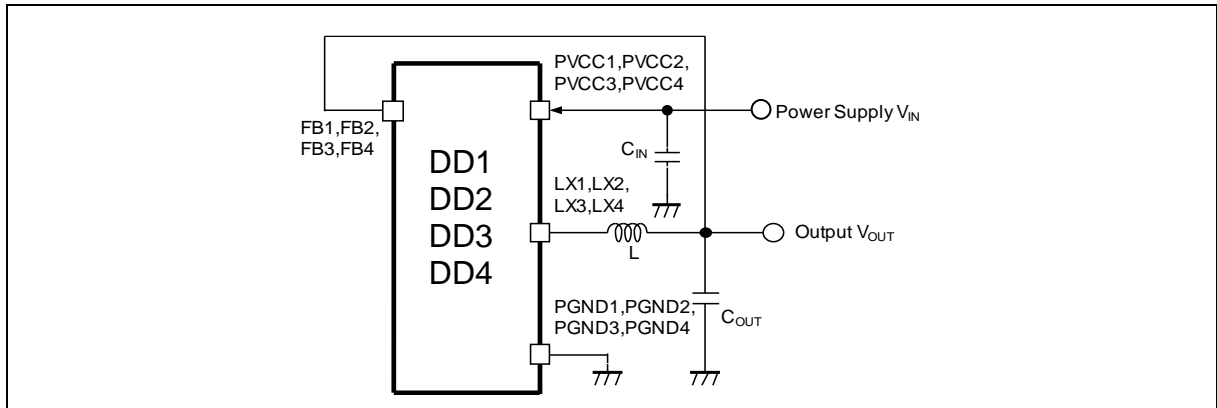 PVCC1,PVCC2,
PVCC3,PVCC4
Power Supply VIN
FB1,FB2,
FB3,FB4
CIN
DD1
DD2
DD3
DD4
LX1,LX2,
LX3,LX4
L
Output VOUT
PGND1,PGND2,
PGND3,PGND4
COUT